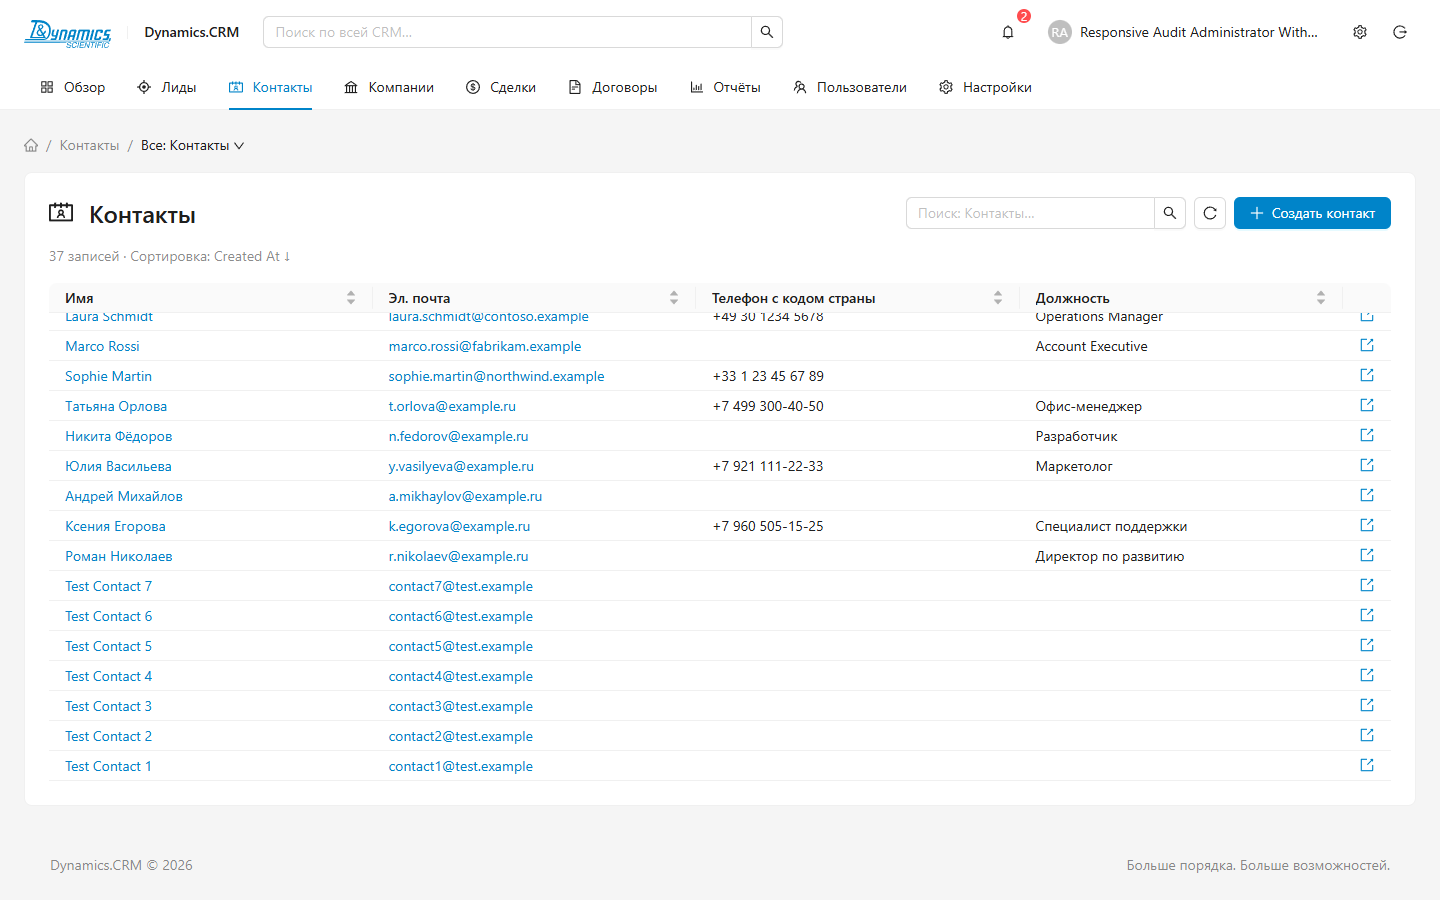 Dynamics
SCIENTIFIC
Dynamics.CRM
Поиск по всей CRM...
2
RA
Responsive Audit Administrator With...
Обзор
Лиды
Контакты
Компании
Сделки
Договоры
Отчёты
Пользователи
Настройки
/ Контакты / Все: Контакты
Контакты
Поиск: Контакты...
Создать контакт
37 записей · Сортировка: Created At ↓
Имя Эл. почта Телефон с кодом страны Должность
Laura Schmidt laura.schmidt@contoso.example +49 30 1234 5678 Operations Manager
Marco Rossi marco.rossi@fabrikam.example Account Executive
Sophie Martin sophie.martin@northwind.example +33 1 23 45 67 89
Татьяна Орлова t.orlova@example.ru +7 499 300-40-50 Офис-менеджер
Никита Фёдоров n.fedorov@example.ru Разработчик
Юлия Васильева y.vasilyeva@example.ru +7 921 111-22-33 Маркетолог
Андрей Михайлов a.mikhaylov@example.ru
Ксения Егорова k.egorova@example.ru +7 960 505-15-25 Специалист поддержки
Роман Николаев r.nikolaev@example.ru Директор по развитию
Test Contact 7 contact7@test.example
Test Contact 6 contact6@test.example
Test Contact 5 contact5@test.example
Test Contact 4 contact4@test.example
Test Contact 3 contact3@test.example
Test Contact 2 contact2@test.example
Test Contact 1 contact1@test.example
Dynamics.CRM © 2026
Больше порядка. Больше возможностей.